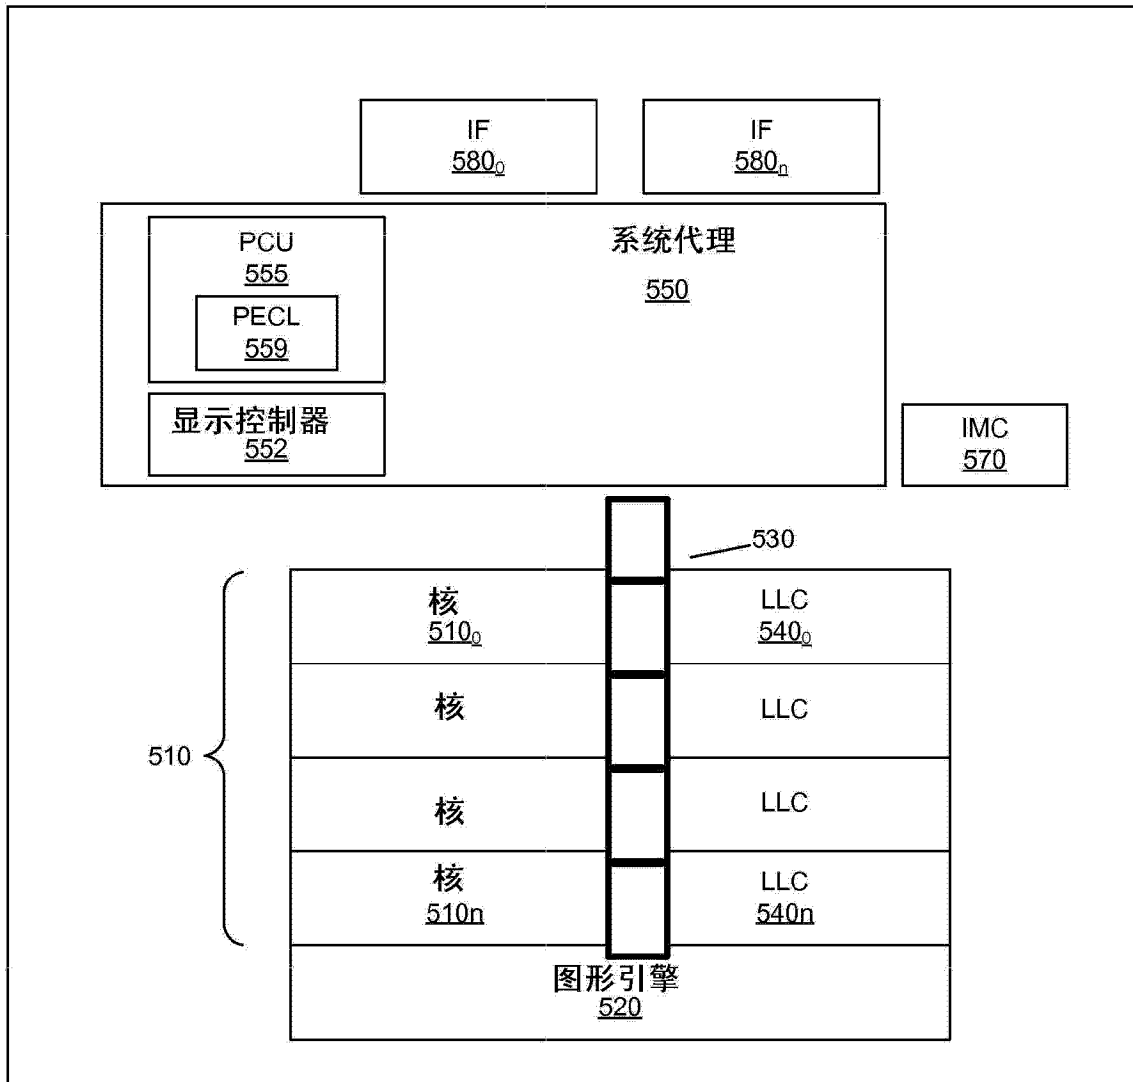 IF
580₀
IF
580ₙ
PCU
555
PECL
559
系统代理
550
显示控制器
552
IMC
570
530
核
510₀
LLC
540₀
核
LLC
510
核
LLC
核
510n
LLC
540n
图形引擎
520